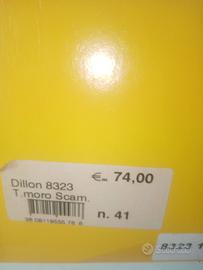 €. 74,00
Dillon 8323
T.moro Scam.
n. 41
8323